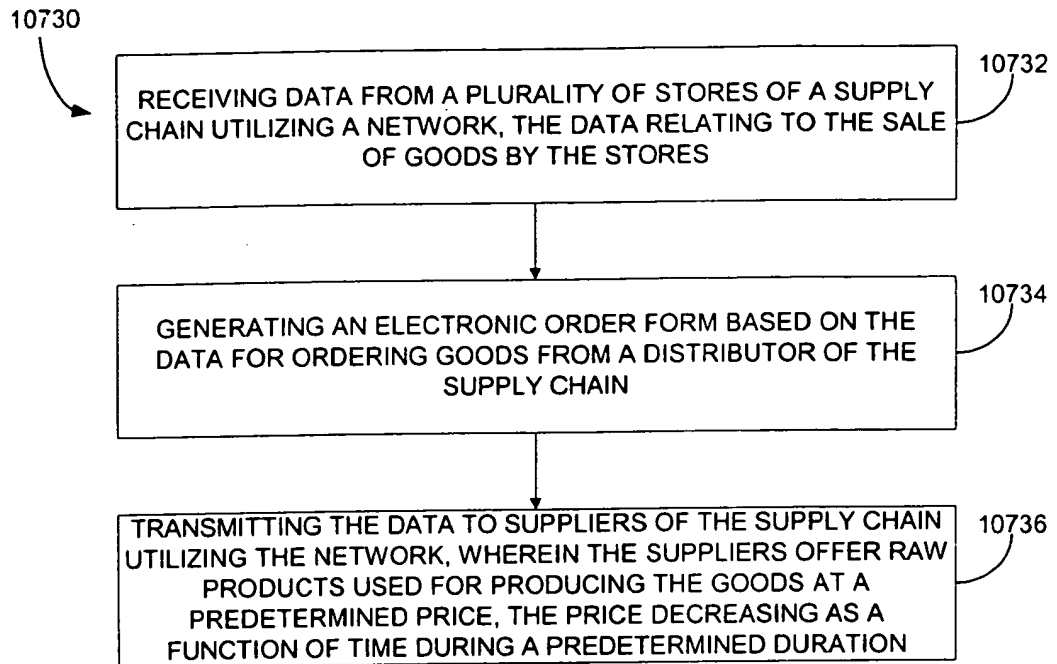 10730
10732
RECEIVING DATA FROM A PLURALITY OF STORES OF A SUPPLY
CHAIN UTILIZING A NETWORK, THE DATA RELATING TO THE SALE
OF GOODS BY THE STORES
10734
GENERATING AN ELECTRONIC ORDER FORM BASED ON THE
DATA FOR ORDERING GOODS FROM A DISTRIBUTOR OF THE
SUPPLY CHAIN
10736
TRANSMITTING THE DATA TO SUPPLIERS OF THE SUPPLY CHAIN
UTILIZING THE NETWORK, WHEREIN THE SUPPLIERS OFFER RAW
PRODUCTS USED FOR PRODUCING THE GOODS AT A
PREDETERMINED PRICE, THE PRICE DECREASING AS A
FUNCTION OF TIME DURING A PREDETERMINED DURATION